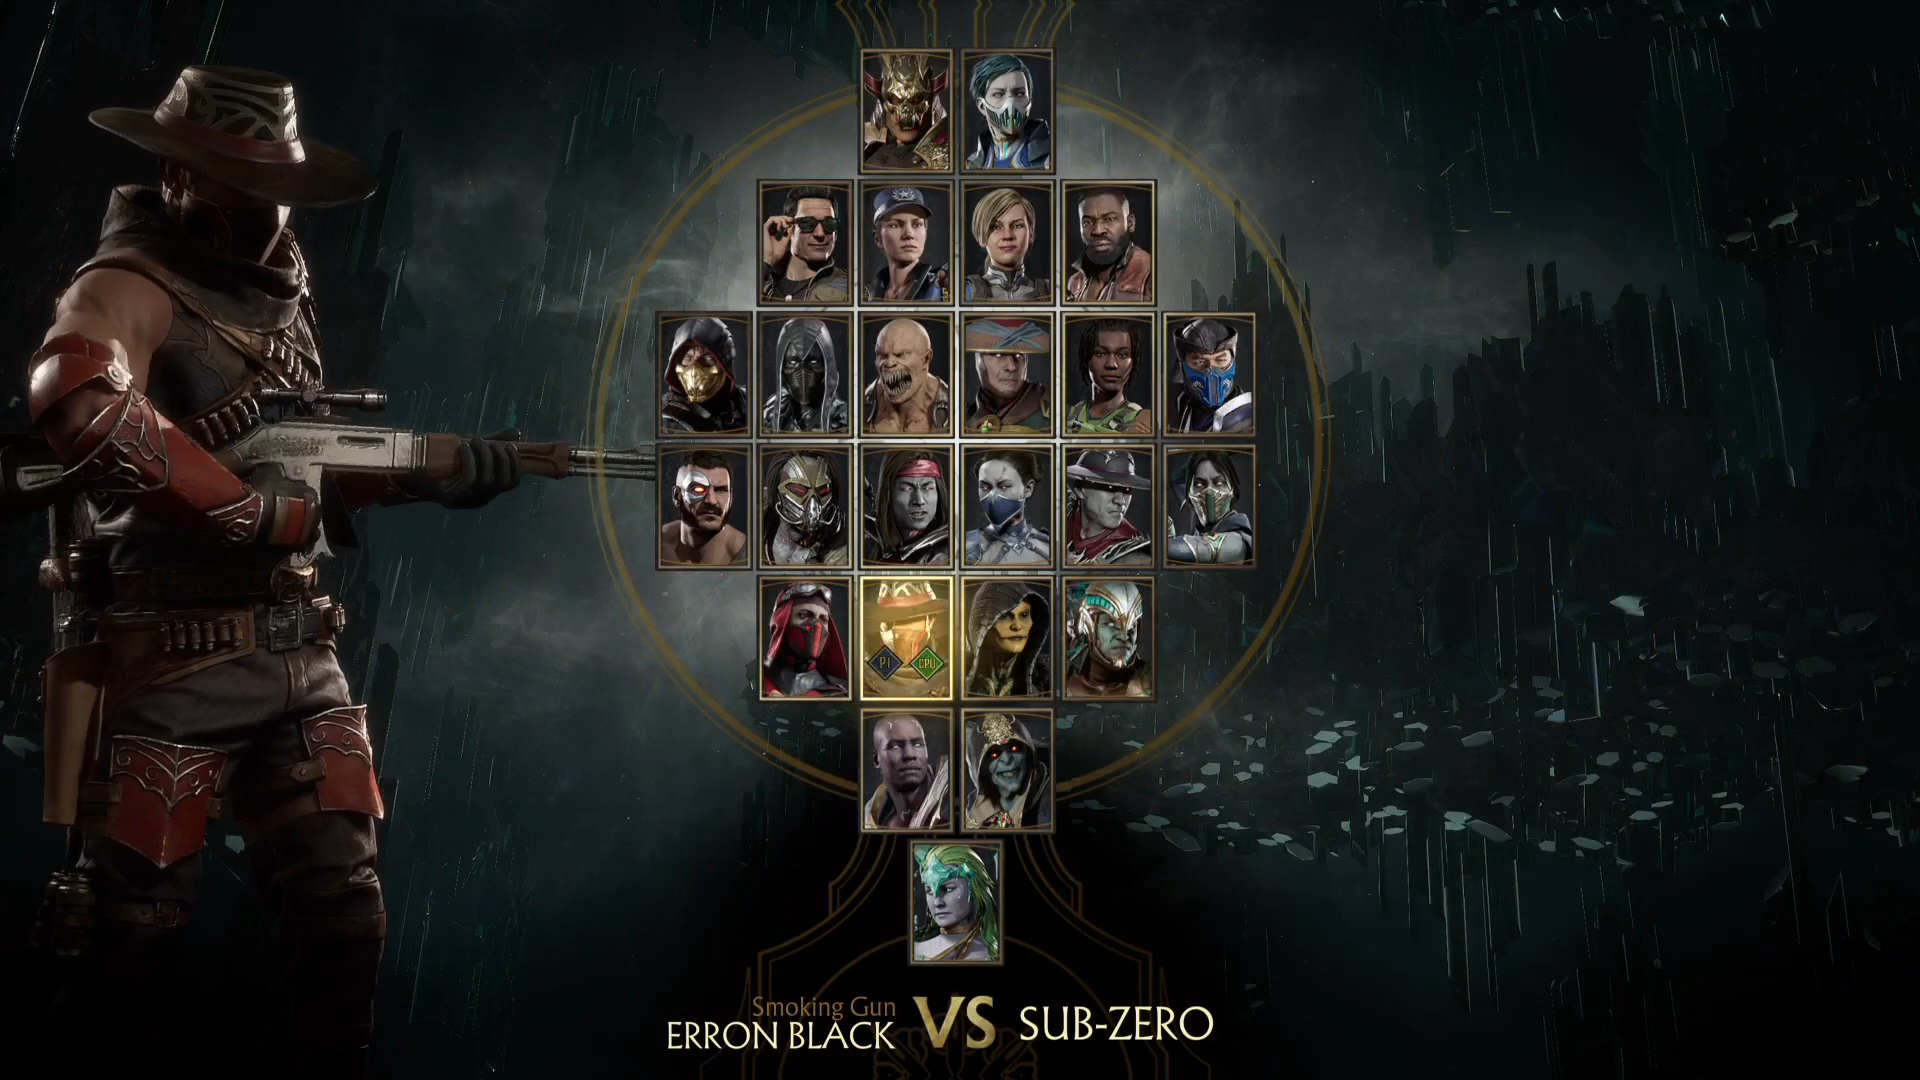 P1
CPU
Smoking Gun
ERRON BLACK
VS
SUB-ZERO